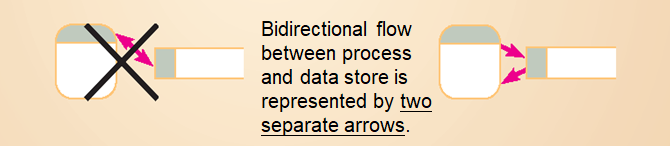 Bidirectional flow
between process
and data store is
represented by two
separate arrows.